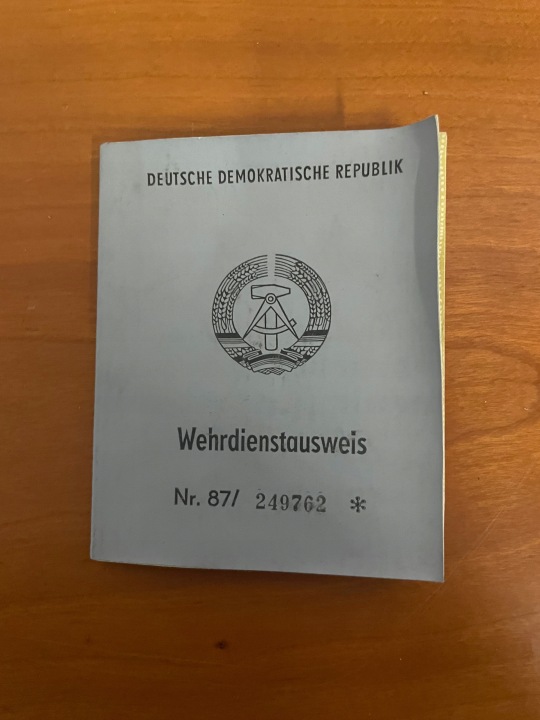 DEUTSCHE DEMOKRATISCHE REPUBLIK
Wehrdienstausweis
Nr. 87/ 249762 *